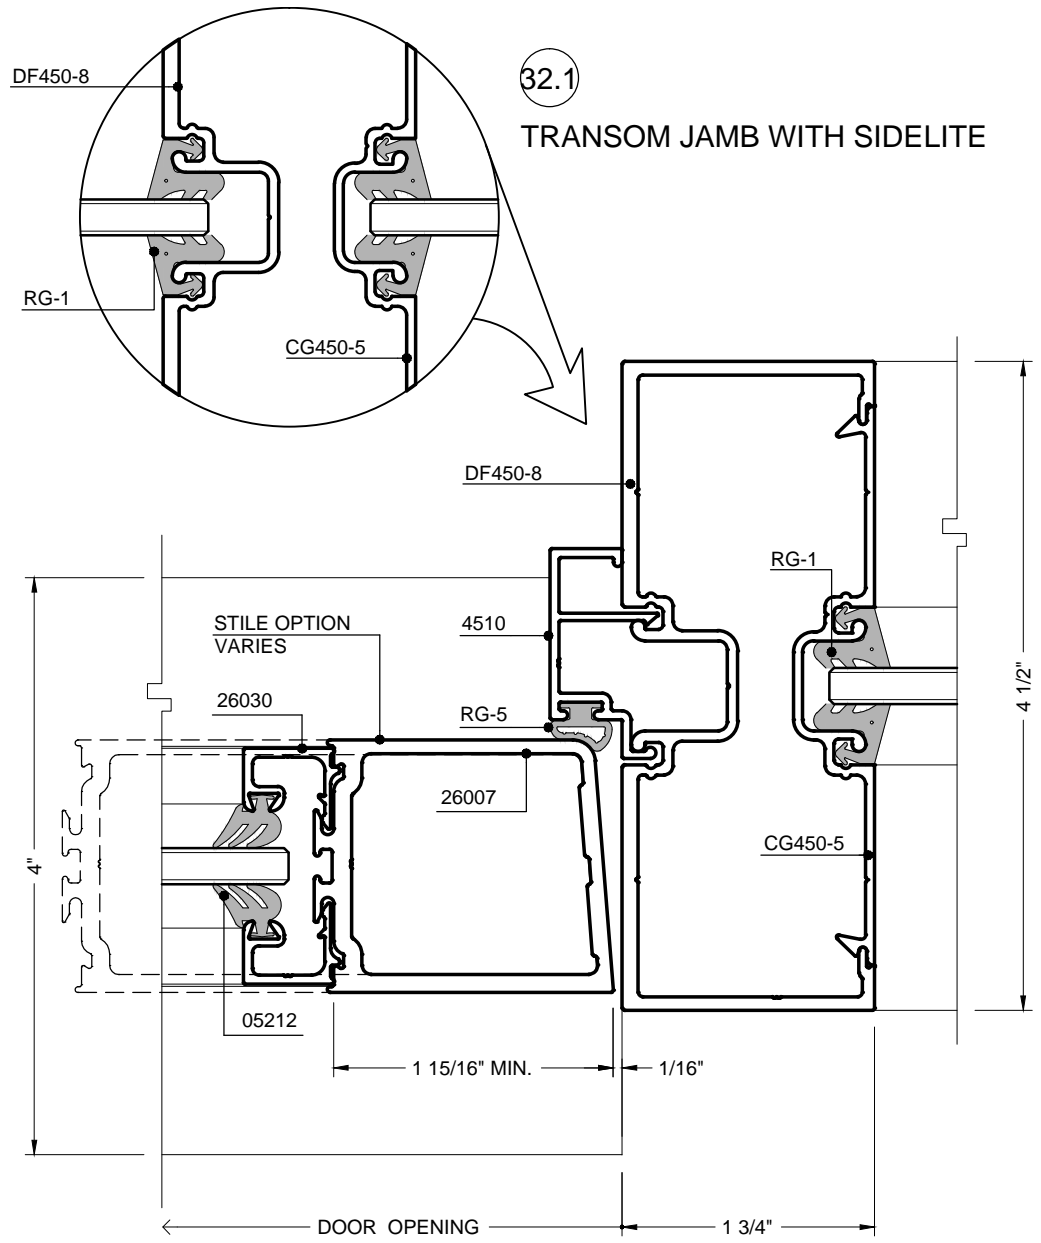 DF450-8
32.1
TRANSOM JAMB WITH SIDELITE
RG-1
CG450-5
DF450-8
RG-1
STILE OPTION
VARIES
4510
4 1/2"
26030
RG-5
26007
CG450-5
4"
05212
1 15/16" MIN.
1/16"
DOOR OPENING
1 3/4"